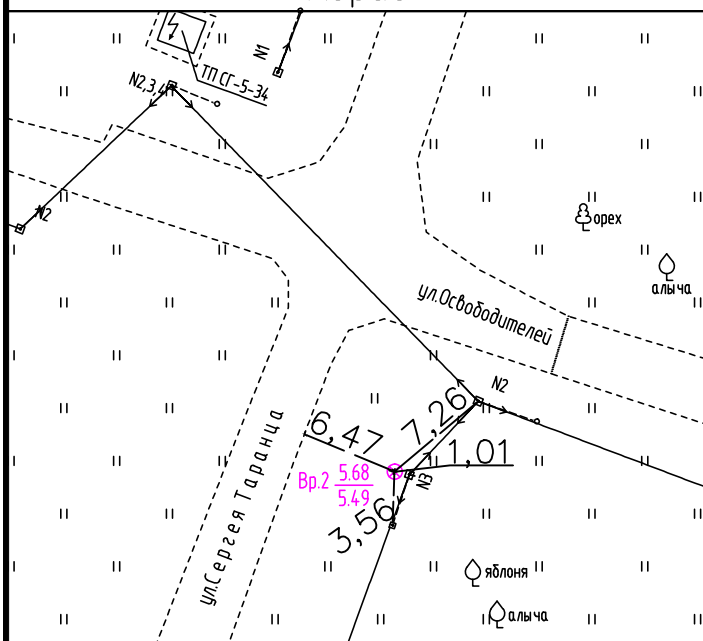 N1
ТП СГ-5-34
N2,3,4
N2
орех
алыча
ул.Освободителей
N2
6,47
7,26
1,01
Вр.2 5.68
5.49
N3
3,56
ул.Сергея Таранца
яблоня
алыча